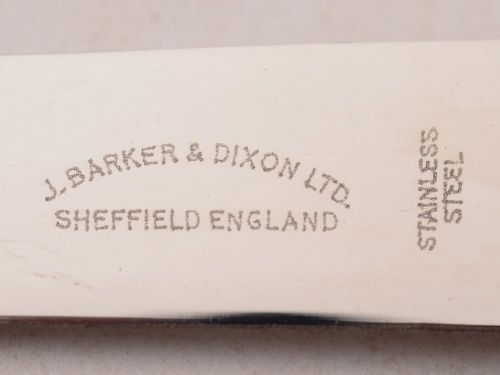 J. BARKER & DIXON LTD.
SHEFFIELD ENGLAND
STAINLESS
STEEL